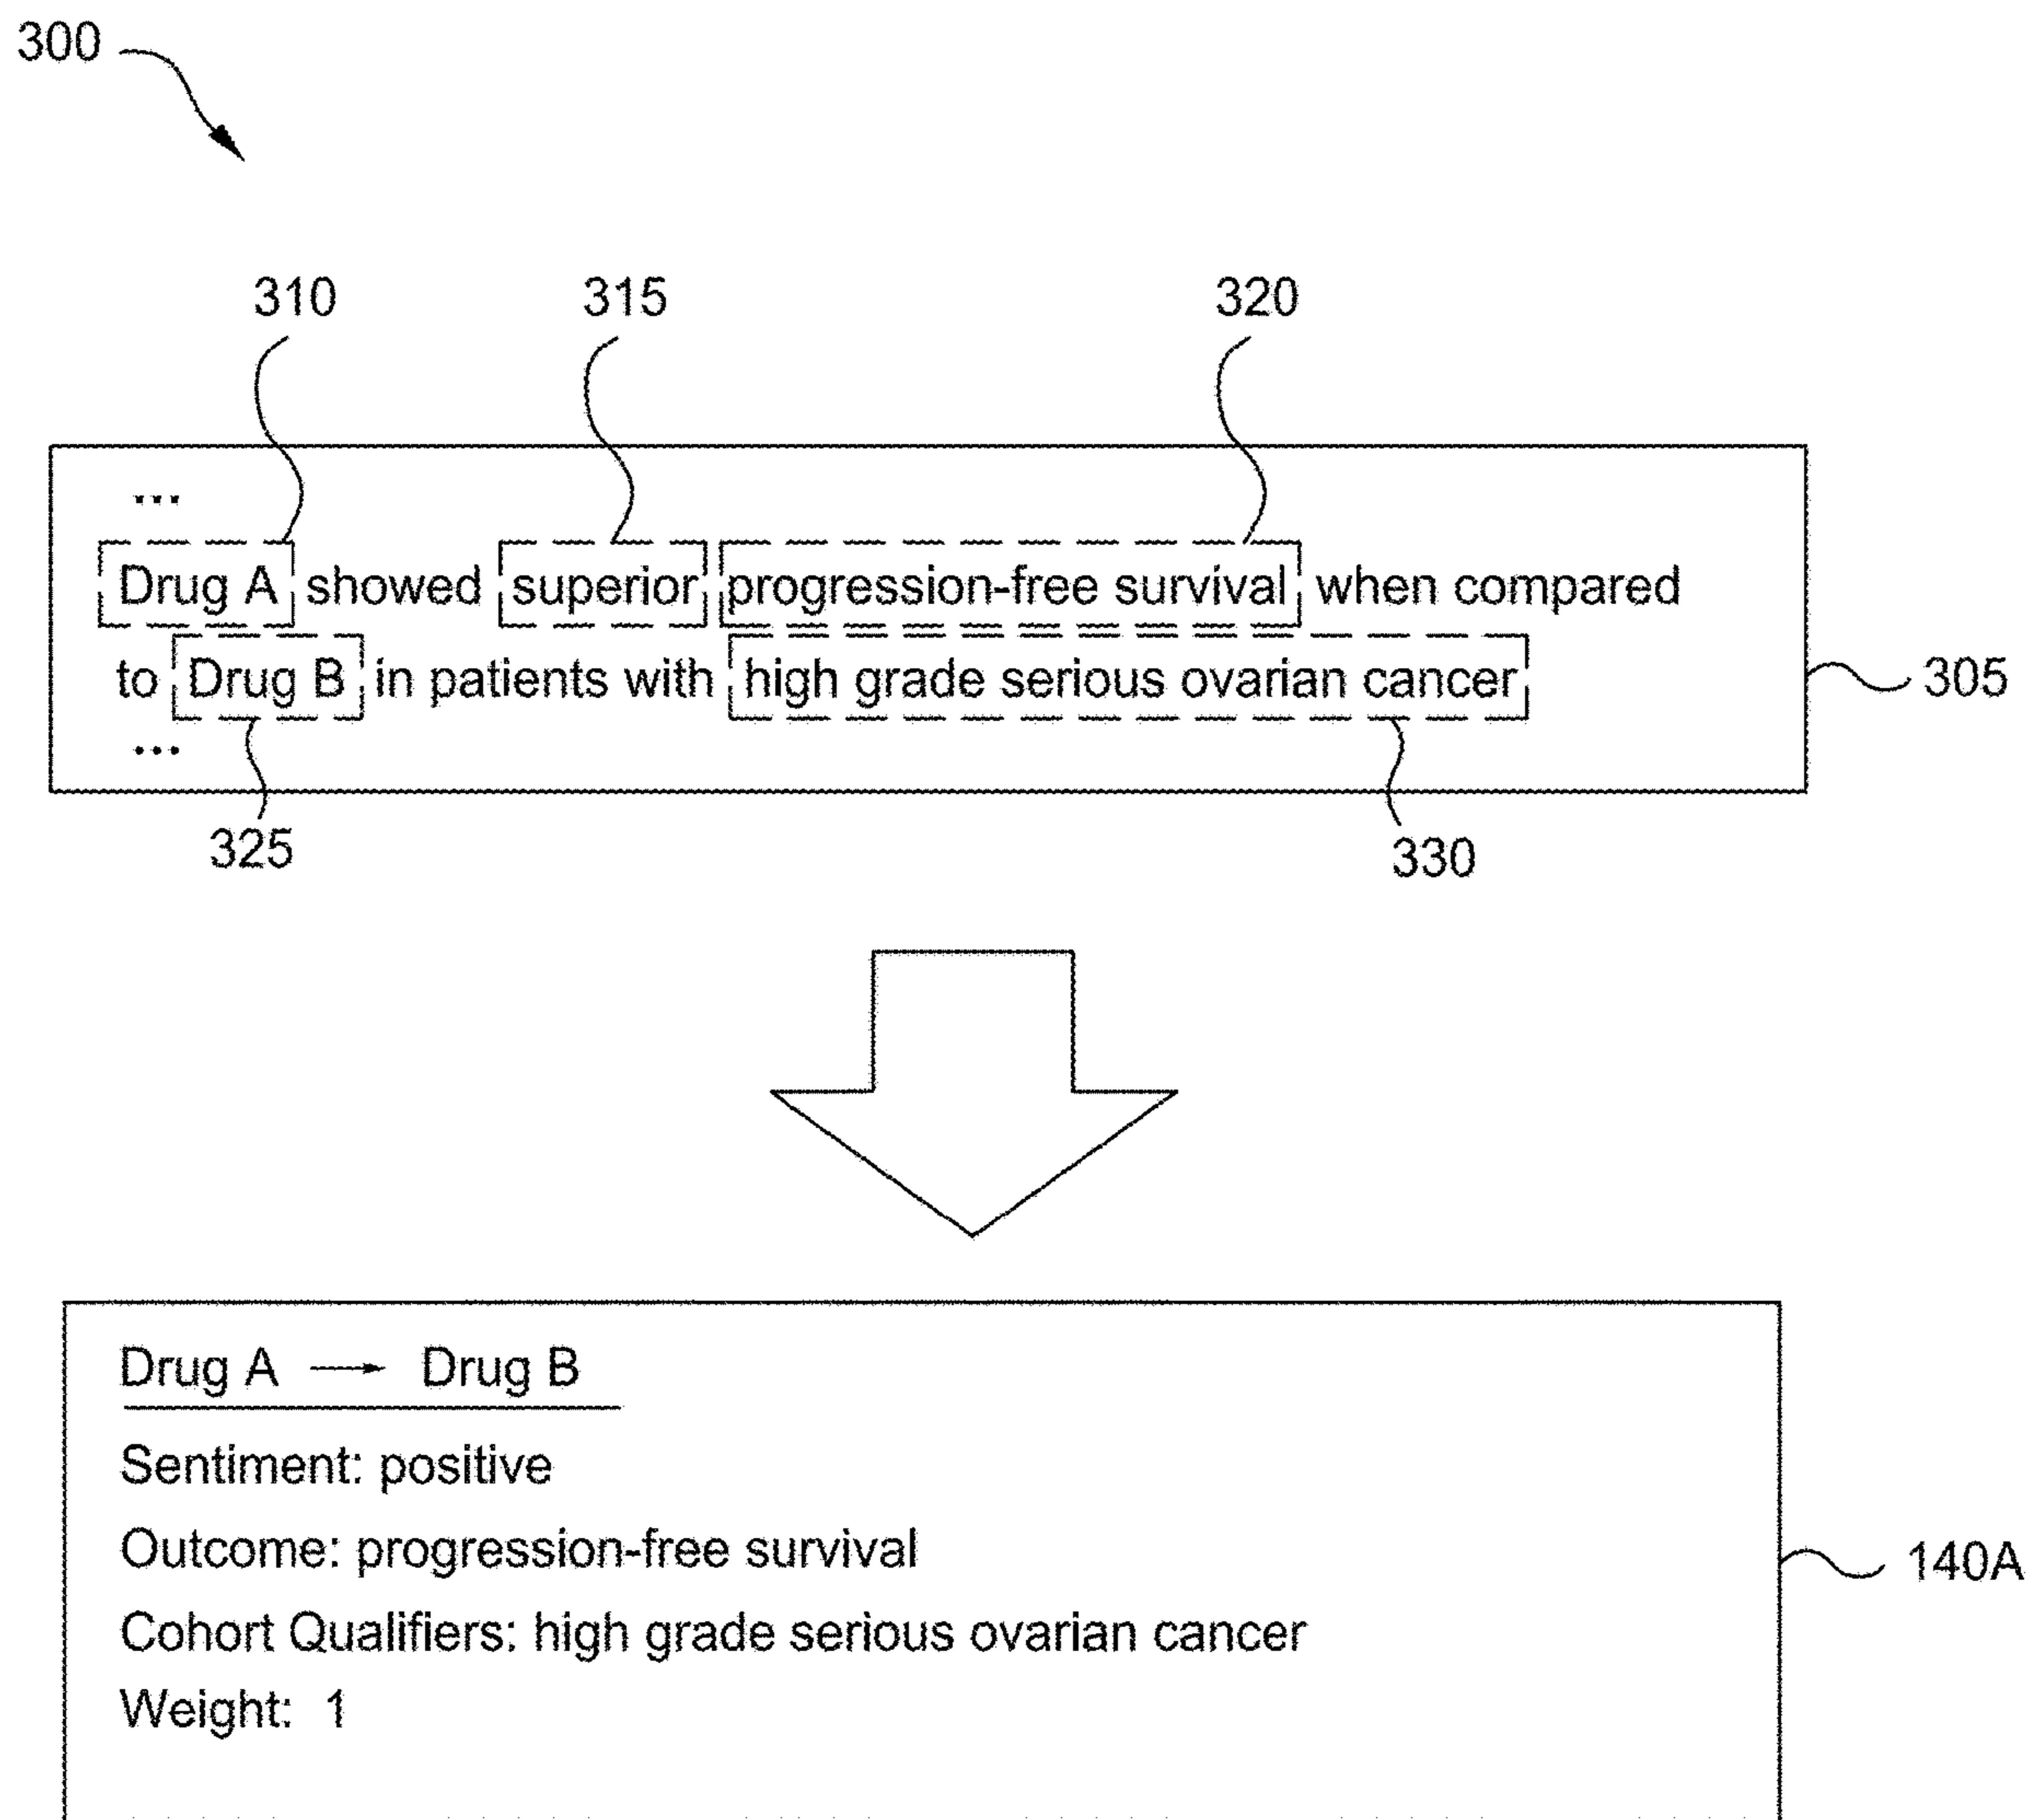 300
310 315 320
...
Drug A showed superior progression-free survival when compared
to Drug B in patients with high grade serious ovarian cancer
305
...
325 330
Drug A → Drug B
Sentiment: positive
Outcome: progression-free survival
140A
Cohort Qualifiers: high grade serious ovarian cancer
Weight: 1